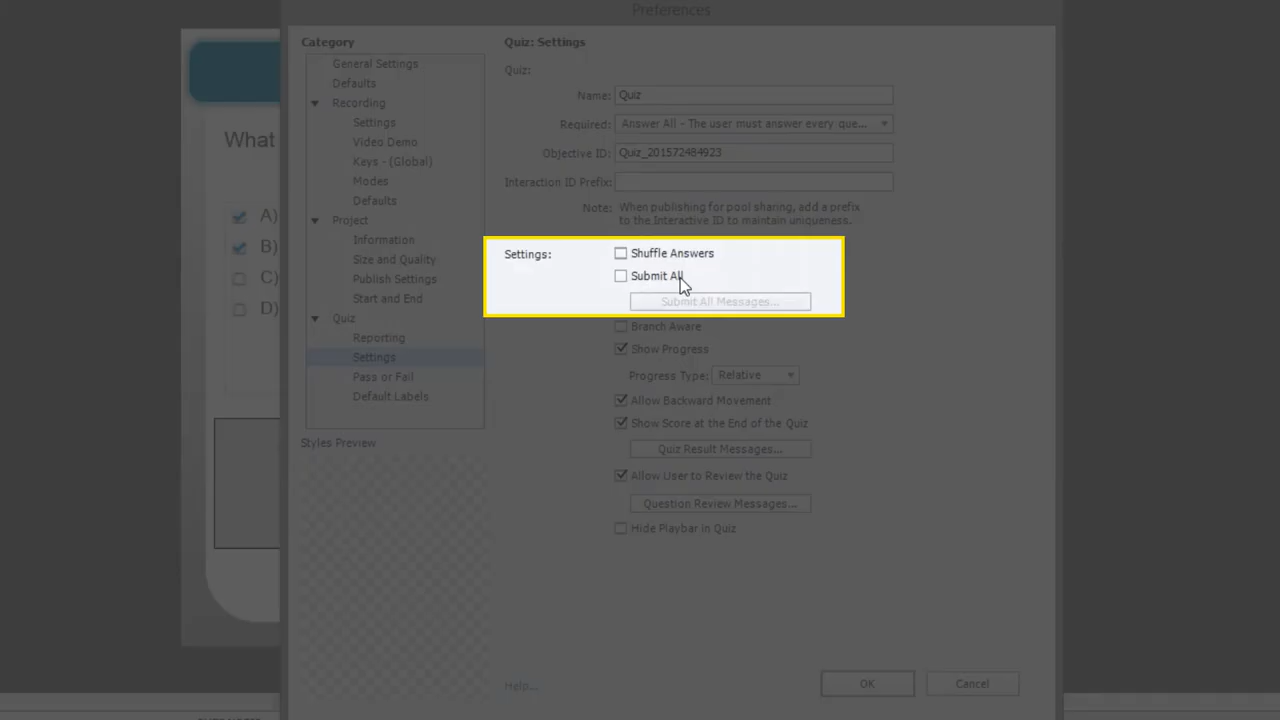 Preferences
Category
General Settings
Defaults
Recording
Settings
Video Demo
Keys - (Global)
Modes
Defaults
Project
Information
Size and Quality
Publish Settings
Start and End
Quiz
Reporting
Settings
Pass or Fail
Default Labels
Styles Preview
Quiz: Settings
Quiz:
Name: Quiz
Required: Answer All - The user must answer every que...
Objective ID: Quiz_201572484923
Interaction ID Prefix:
Note: When publishing for pool sharing, add a prefix
to the Interactive ID to maintain uniqueness.
Settings: Shuffle Answers
Submit All
Submit All Messages...
Branch Aware
Show Progress
Progress Type: Relative
Allow Backward Movement
Show Score at the End of the Quiz
Quiz Result Messages...
Allow User to Review the Quiz
Question Review Messages...
Hide Playbar in Quiz
Help...
OK
Cancel
What
A)
B)
C)
D)